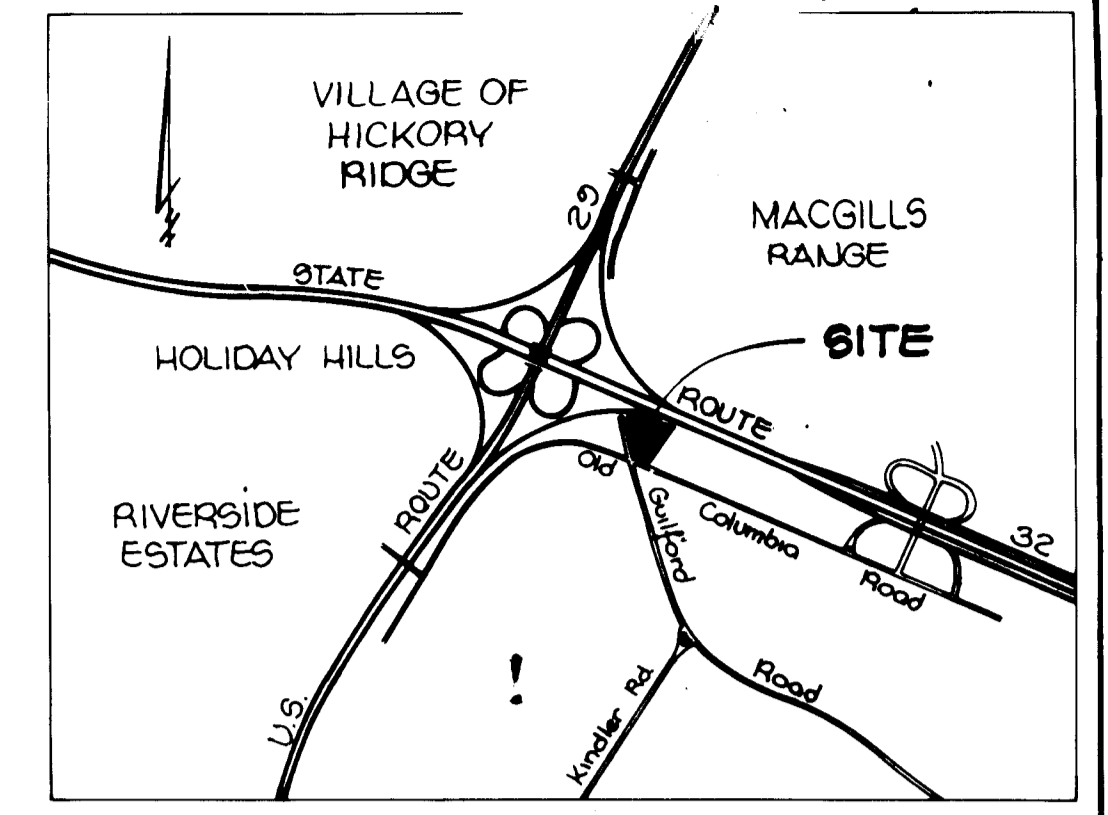 VILLAGE OF
HICKORY
RIDGE
29
MACGILLS
RANGE
STATE
SITE
HOLIDAY HILLS
ROUTE
ROUTE
Old
Columbia
Road
32
RIVERSIDE
ESTATES
Guilford
Road
Kindler Rd.
U.S.
!